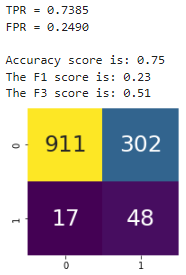 TPR = 0.7385
FPR = 0.2490
Accuracy score is: 0.75
The F1 score is: 0.23
The F3 score is: 0.51
0 911 302
1 17 48
0 1